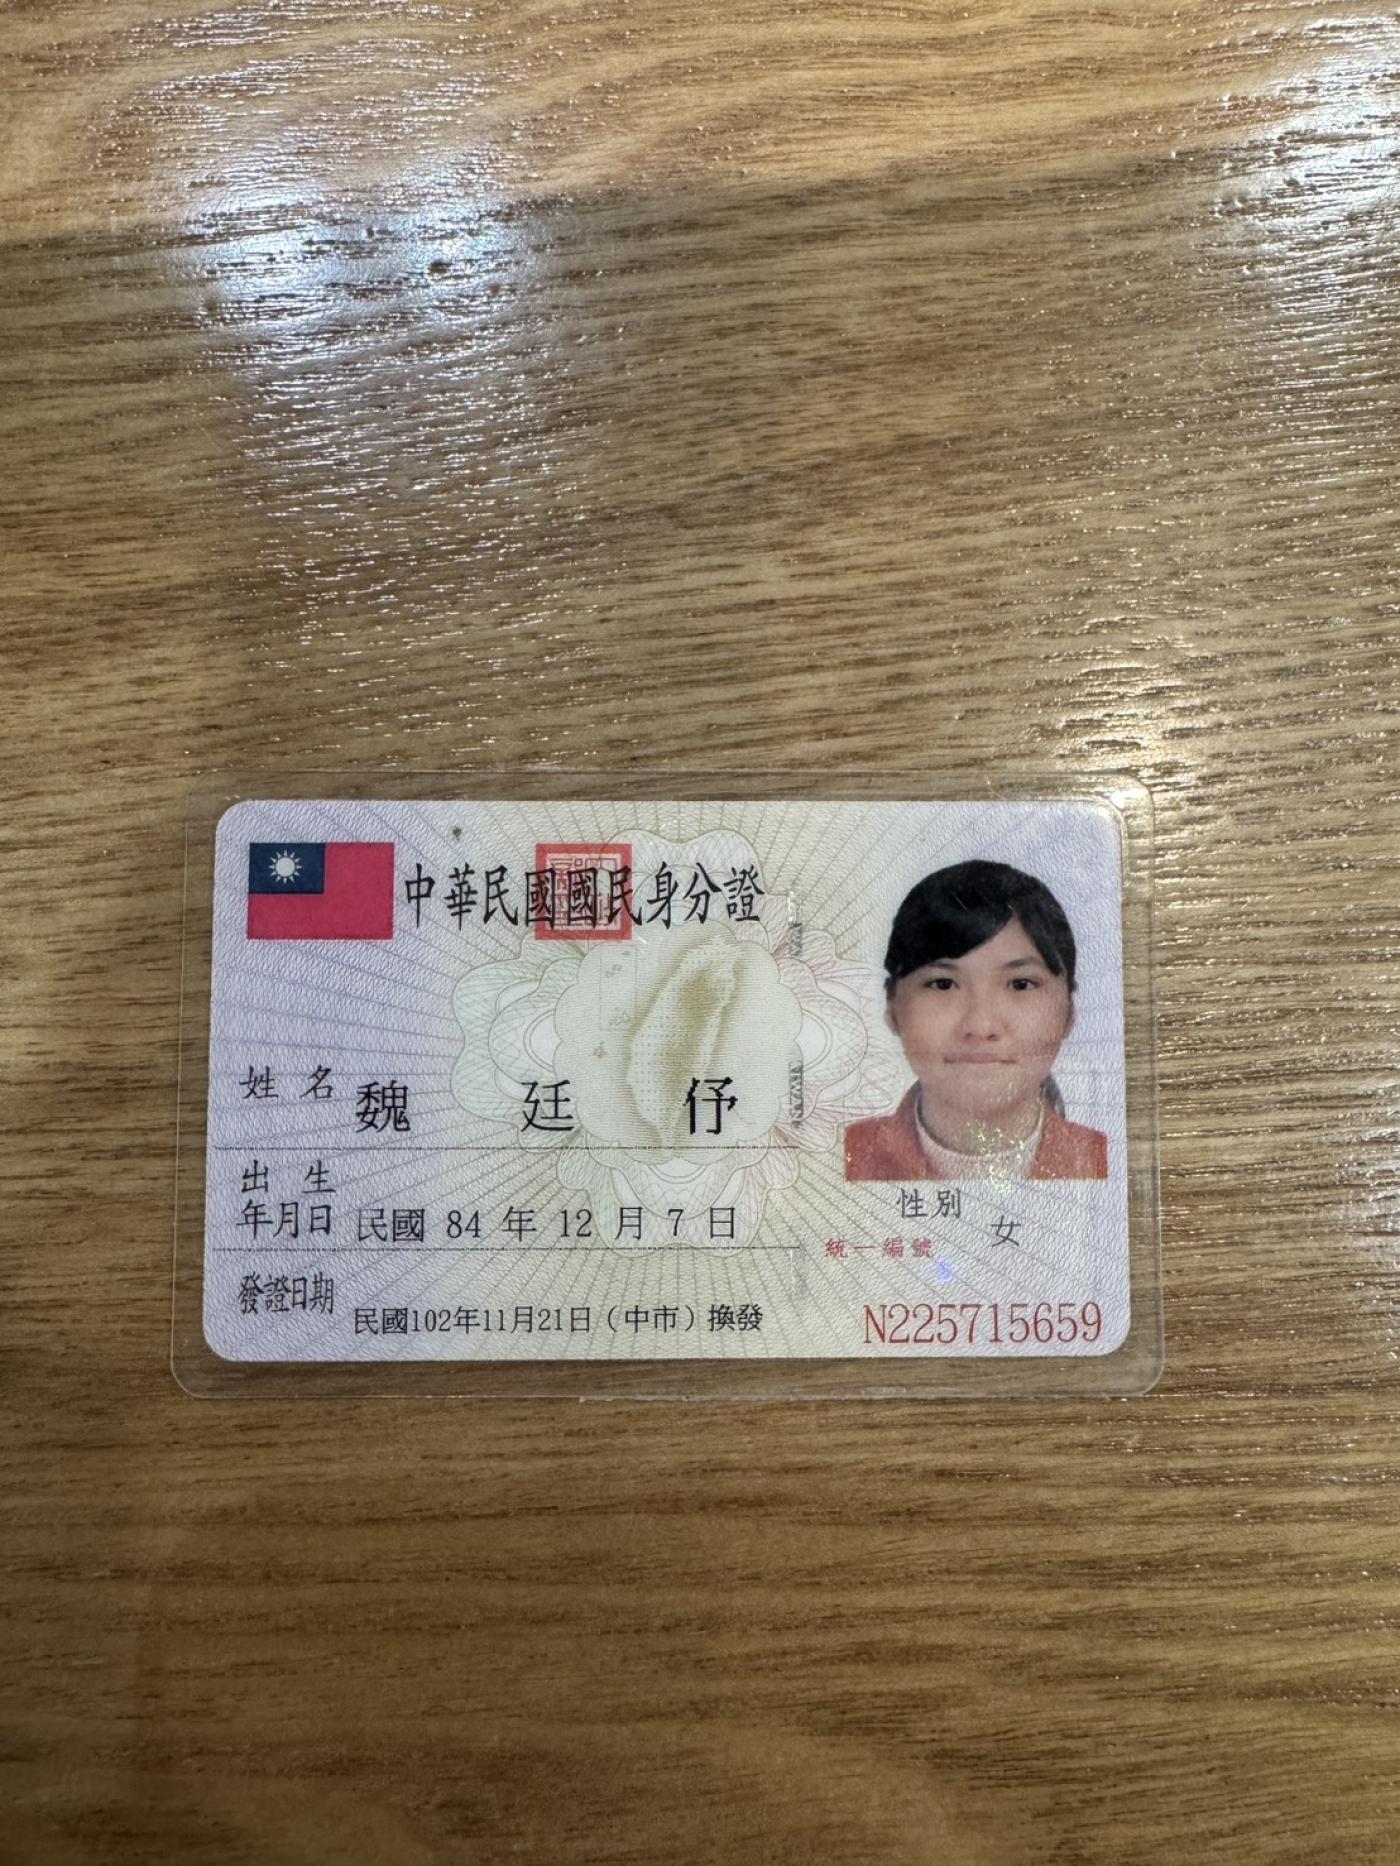 中華民國國民身分證
姓名 魏廷伃
出生年月日 民國 84 年 12 月 7 日
發證日期 民國102年11月21日（中市）換發
性別 女
統一編號
N225715659